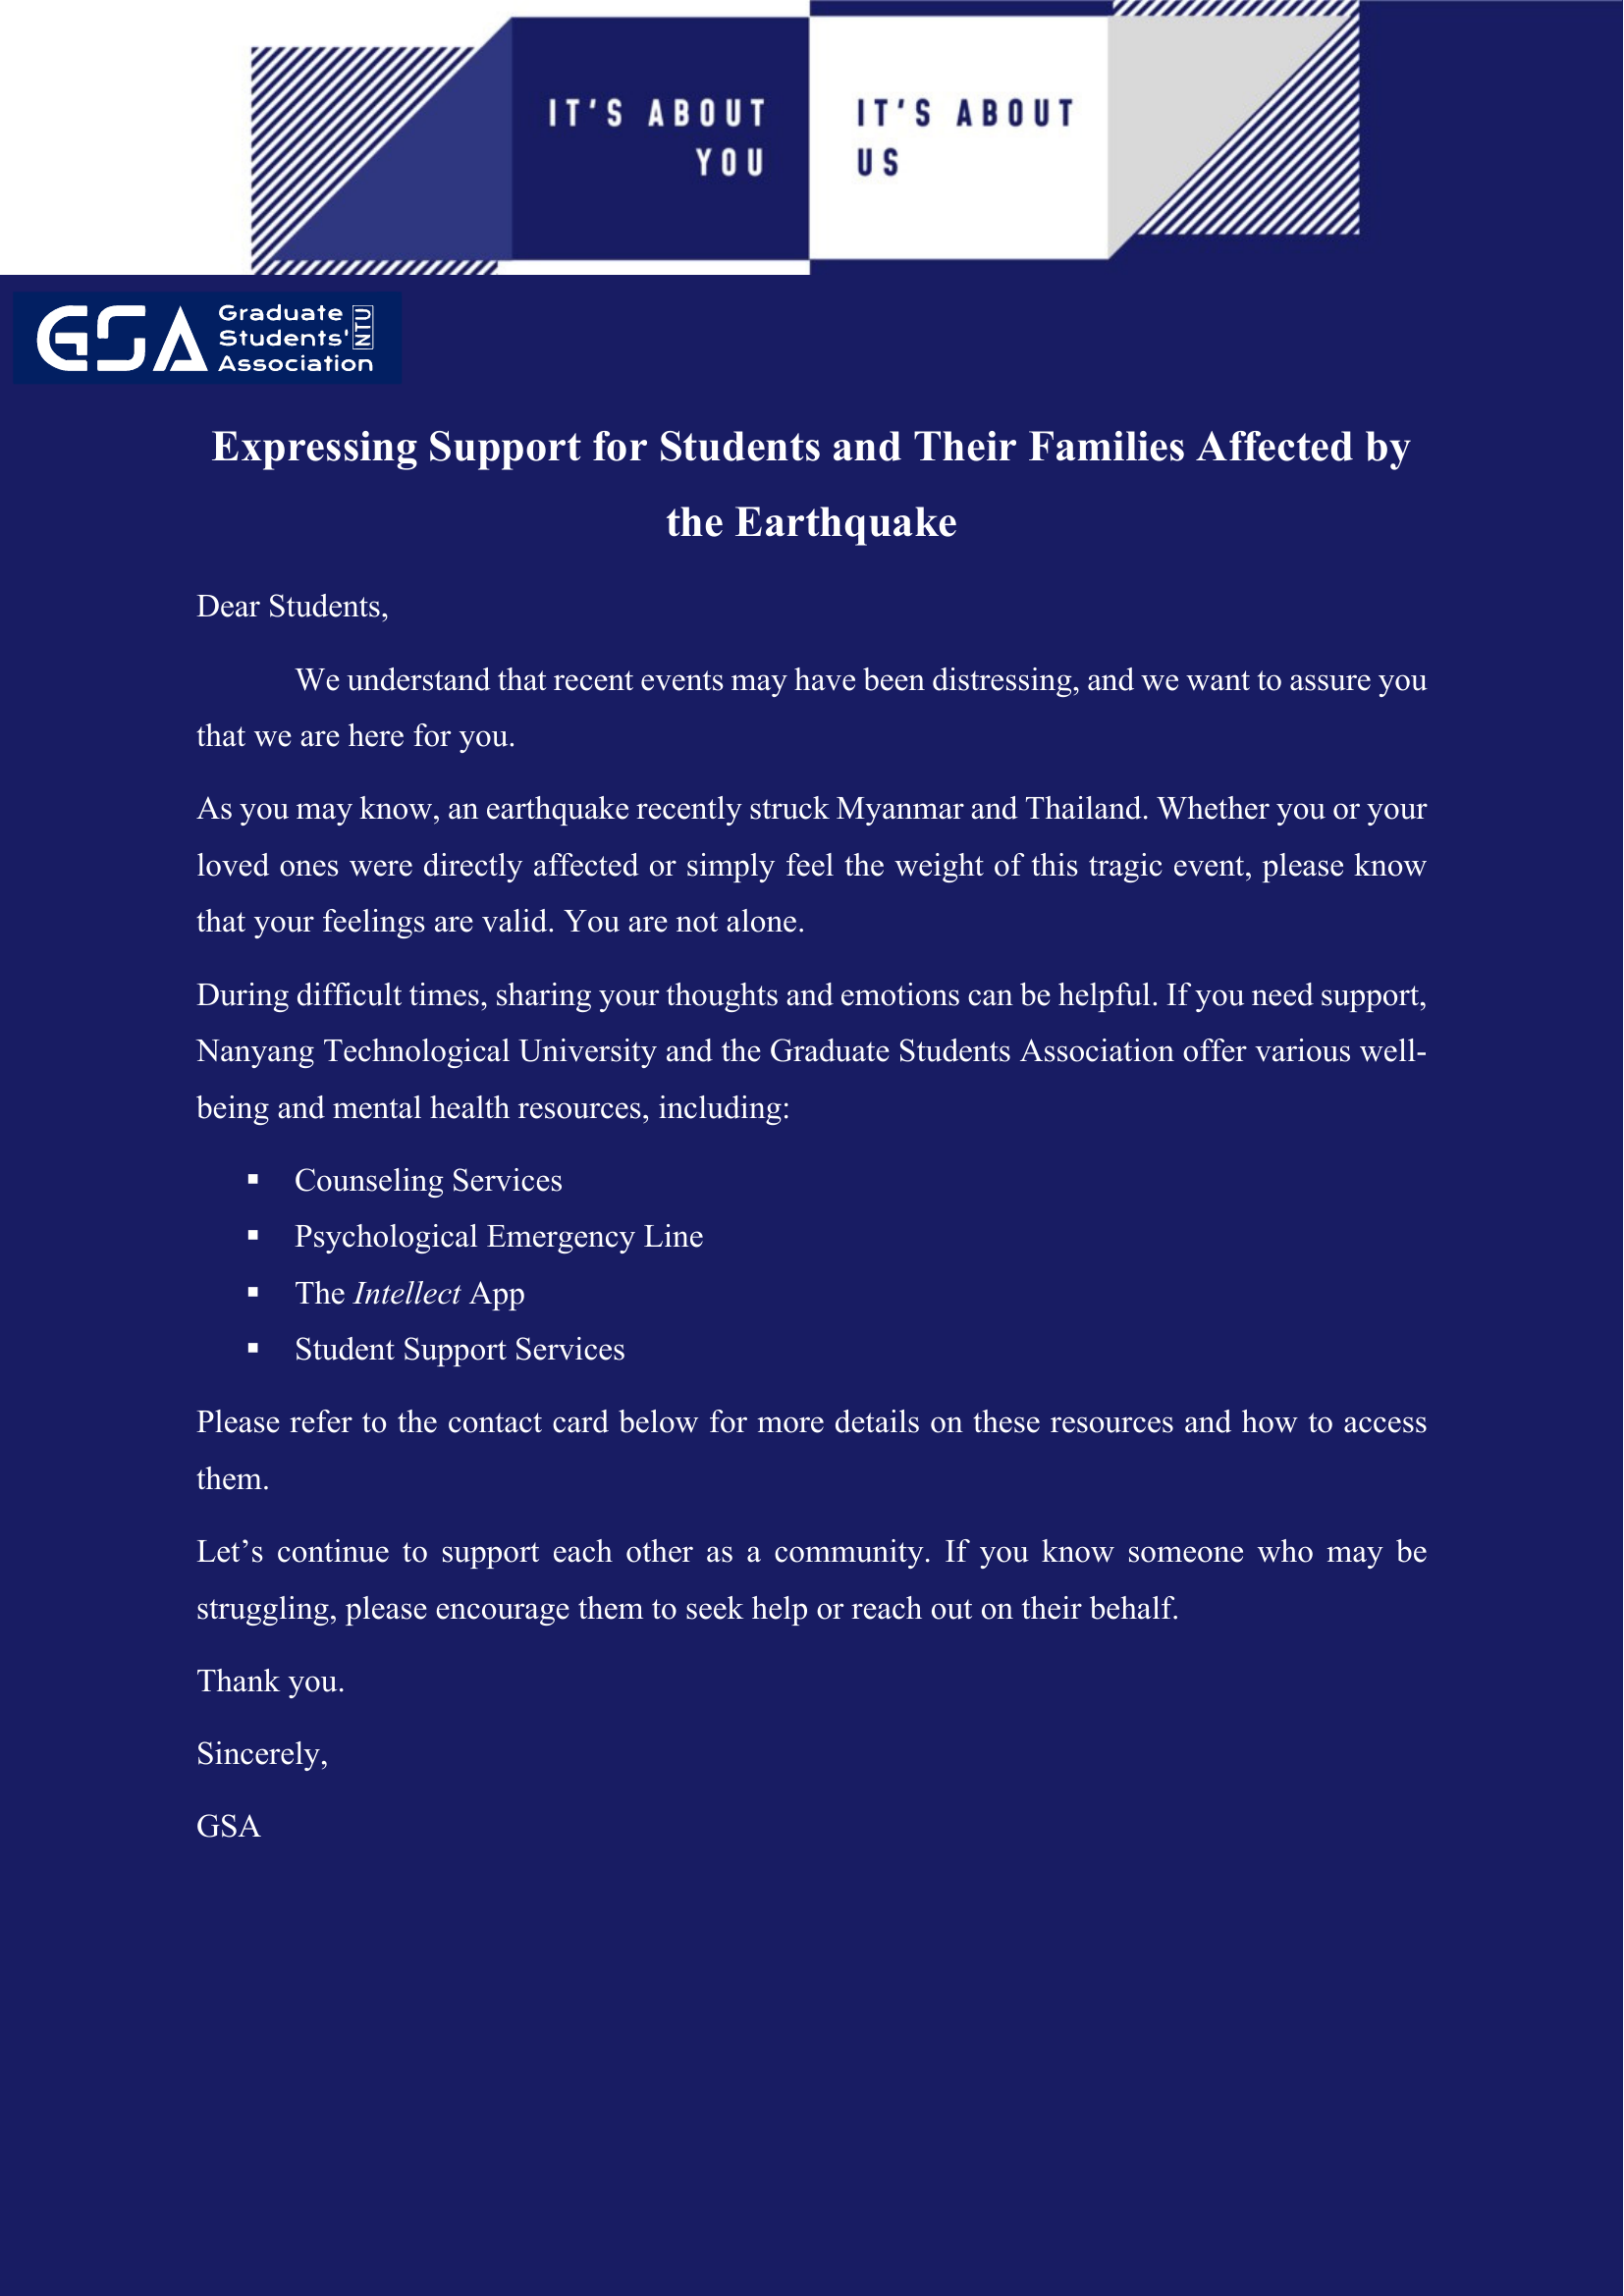 IT'S ABOUT
YOU
IT'S ABOUT
US
GSA
Graduate
Students'
Association
NTU
Expressing Support for Students and Their Families Affected by
the Earthquake
Dear Students,
We understand that recent events may have been distressing, and we want to assure you
that we are here for you.
As you may know, an earthquake recently struck Myanmar and Thailand. Whether you or your
loved ones were directly affected or simply feel the weight of this tragic event, please know
that your feelings are valid. You are not alone.
During difficult times, sharing your thoughts and emotions can be helpful. If you need support,
Nanyang Technological University and the Graduate Students Association offer various well-
being and mental health resources, including:
▪ Counseling Services
▪ Psychological Emergency Line
▪ The Intellect App
▪ Student Support Services
Please refer to the contact card below for more details on these resources and how to access
them.
Let’s continue to support each other as a community. If you know someone who may be
struggling, please encourage them to seek help or reach out on their behalf.
Thank you.
Sincerely,
GSA